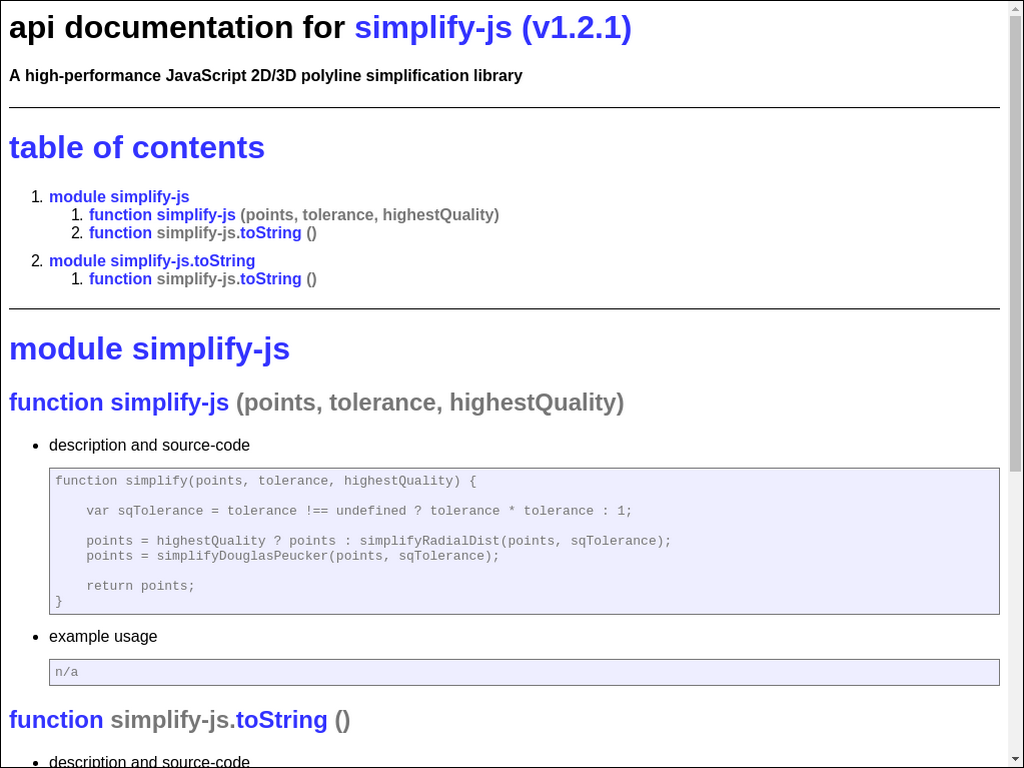 api documentation for simplify-js (v1.2.1)
A high-performance JavaScript 2D/3D polyline simplification library
table of contents
1. module simplify-js
1. function simplify-js (points, tolerance, highestQuality)
2. function simplify-js.toString ()
2. module simplify-js.toString
1. function simplify-js.toString ()
module simplify-js
function simplify-js (points, tolerance, highestQuality)
• description and source-code
function simplify(points, tolerance, highestQuality) {
    var sqTolerance = tolerance !== undefined ? tolerance * tolerance : 1;
    points = highestQuality ? points : simplifyRadialDist(points, sqTolerance);
    points = simplifyDouglasPeucker(points, sqTolerance);
    return points;
}
• example usage
n/a
function simplify-js.toString ()
• description and source-code